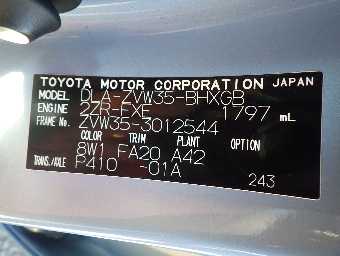 TOYOTA MOTOR CORPORATION JAPAN
MODEL DLA-ZVW35-BHXGB
ENGINE 2ZR-FXE 1797 mL
FRAME No. ZVW35-3012544
COLOR TRIM PLANT OPTION
8W1 FA20 A42
TRANS./AXLE P410 -01A
243